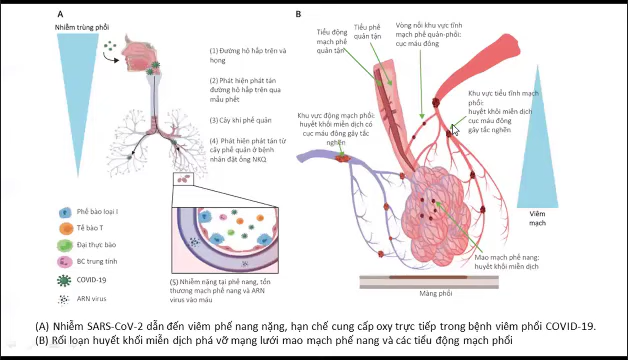 A
Nhiễm trùng phổi
(1) Đường hô hấp trên và
họng
(2) Phát hiện phát tán
đường hô hấp trên qua
mẫu phết
(3) Cây khí phế quản
(4) Phát hiện phát tán từ
cây phế quản ở bệnh
nhân đặt ống NKQ
Phế bào loại I
Tế bào T
Đại thực bào
BC trung tính
COVID-19
ARN virus
(5) Nhiễm nặng tại phế nang, tổn
thương mạch phế nang và ARN
virus vào máu
B
Tiểu động
mạch phế
quản tận
Tiểu phế
quản tận
Vòng nối khu vực tĩnh
mạch phế quản-phổi:
cục máu đông
Khu vực tiểu tĩnh mạch
phổi:
huyết khối miễn dịch
cục máu đông
gây tắc nghẽn
Khu vực động mạch phổi:
huyết khối miễn dịch có
cục máu đông gây tắc
nghẽn
Viêm
mạch
Mao mạch phế nang:
huyết khối miễn dịch
Màng phổi
(A) Nhiễm SARS-CoV-2 dẫn đến viêm phế nang nặng, hạn chế cung cấp oxy trực tiếp trong bệnh viêm phổi COVID-19.
(B) Rối loạn huyết khối miễn dịch phá vỡ mạng lưới mao mạch phế nang và các tiểu động mạch phổi